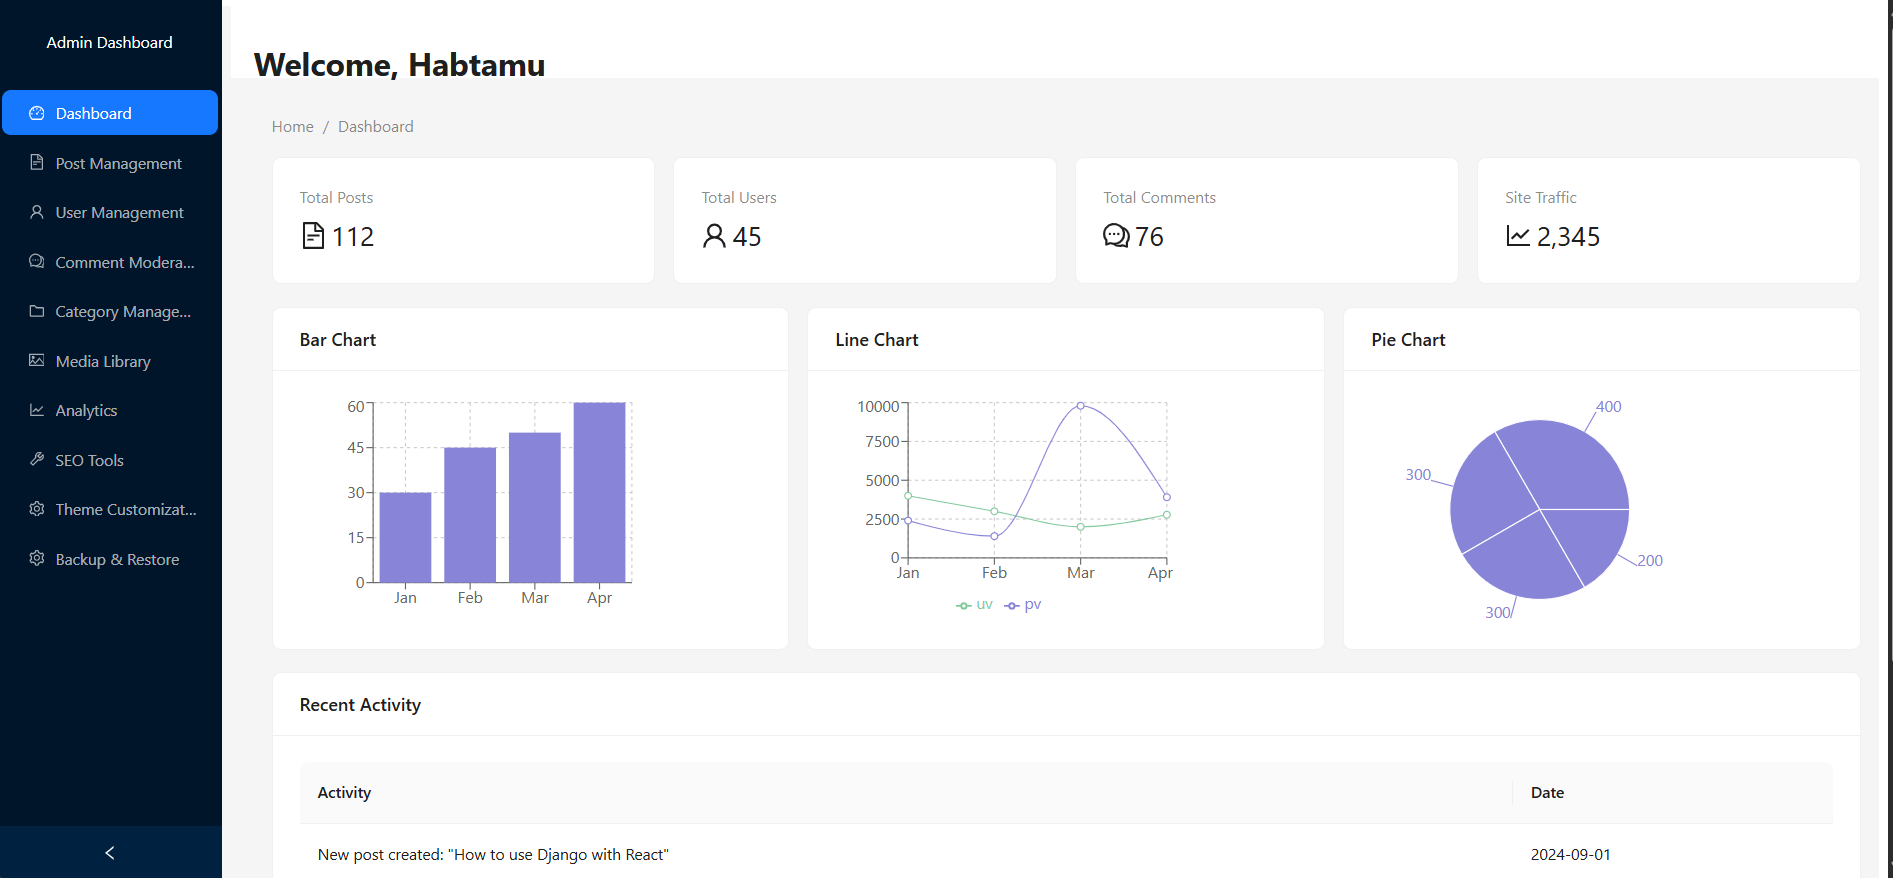 Admin Dashboard
Dashboard
Post Management
User Management
Comment Modera...
Category Manage...
Media Library
Analytics
SEO Tools
Theme Customizat...
Backup & Restore
Welcome, Habtamu
Home / Dashboard
Total Posts
112
Total Users
45
Total Comments
76
Site Traffic
2,345
Bar Chart
60
45
30
15
0
Jan Feb Mar Apr
Line Chart
10000
7500
5000
2500
0
Jan Feb Mar Apr
uv pv
Pie Chart
400
300
200
300
Recent Activity
Activity Date
New post created: "How to use Django with React" 2024-09-01